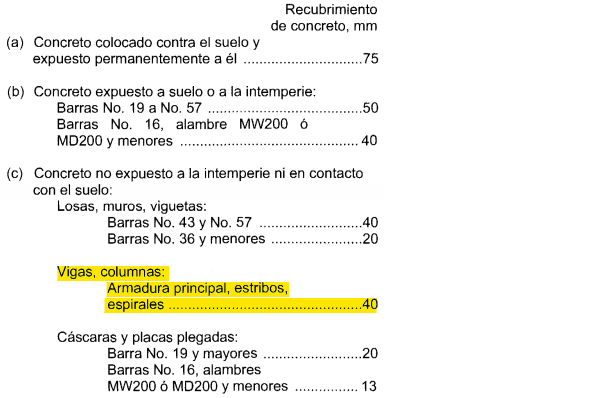 Recubrimiento
de concreto, mm
(a) Concreto colocado contra el suelo y
expuesto permanentemente a él ..............................75
(b) Concreto expuesto a suelo o a la intemperie:
Barras No. 19 a No. 57 .......................................50
Barras No. 16, alambre MW200 ó
MD200 y menores ............................................. 40
(c) Concreto no expuesto a la intemperie ni en contacto
con el suelo:
Losas, muros, viguetas:
Barras No. 43 y No. 57 ..........................40
Barras No. 36 y menores .......................20
Vigas, columnas:
Armadura principal, estribos,
espirales .................................................40
Cáscaras y placas plegadas:
Barra No. 19 y mayores .........................20
Barras No. 16, alambres
MW200 ó MD200 y menores ................ 13